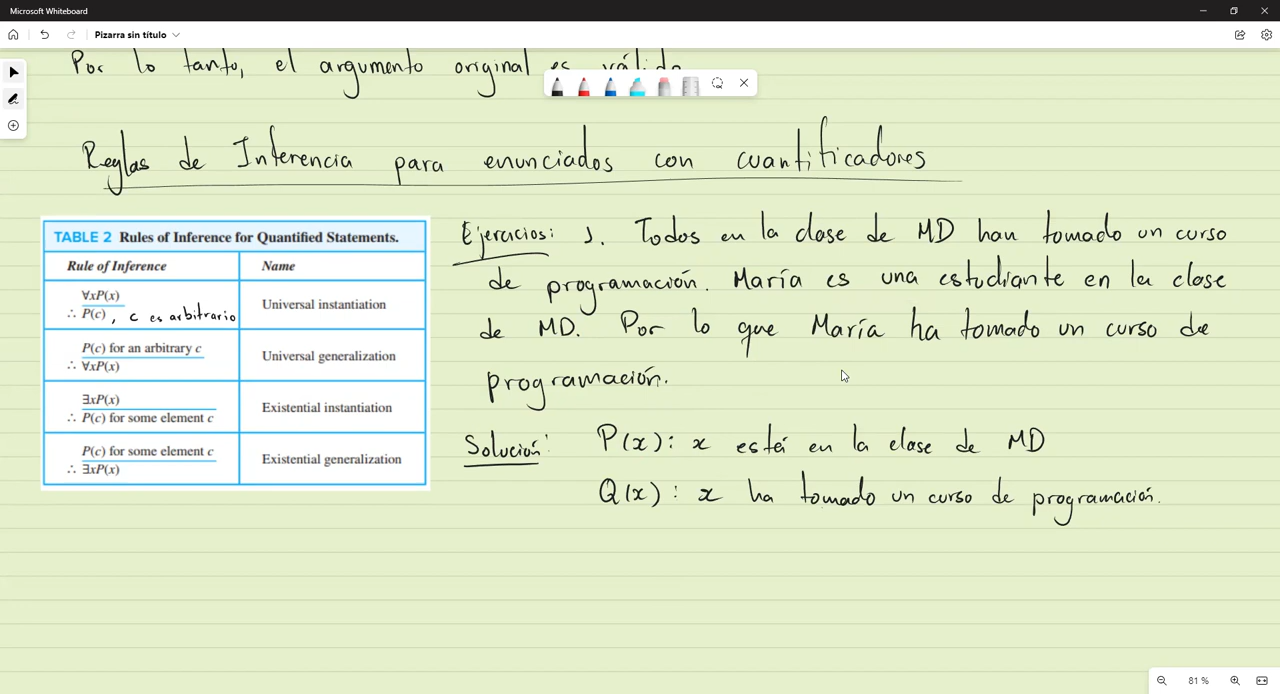 Microsoft Whiteboard
Pizarra sin título
Por lo tanto, el argumento original es válido
Reglas de Inferencia para enunciados con cuantificadores
TABLE 2 Rules of Inference for Quantified Statements.
Rule of Inference Name
∀xP(x)
∴ P(c) , c es arbitrario
Universal instantiation
P(c) for an arbitrary c
∴ ∀xP(x)
Universal generalization
∃xP(x)
∴ P(c) for some element c
Existential instantiation
P(c) for some element c
∴ ∃xP(x)
Existential generalization
Ejercicios: 1. Todos en la clase de MD han tomado un curso
de programación. María es una estudiante en la clase
de MD. Por lo que María ha tomado un curso de
programación.
Solución: P(x): x está en la clase de MD
Q(x): x ha tomado un curso de programación.
81 %